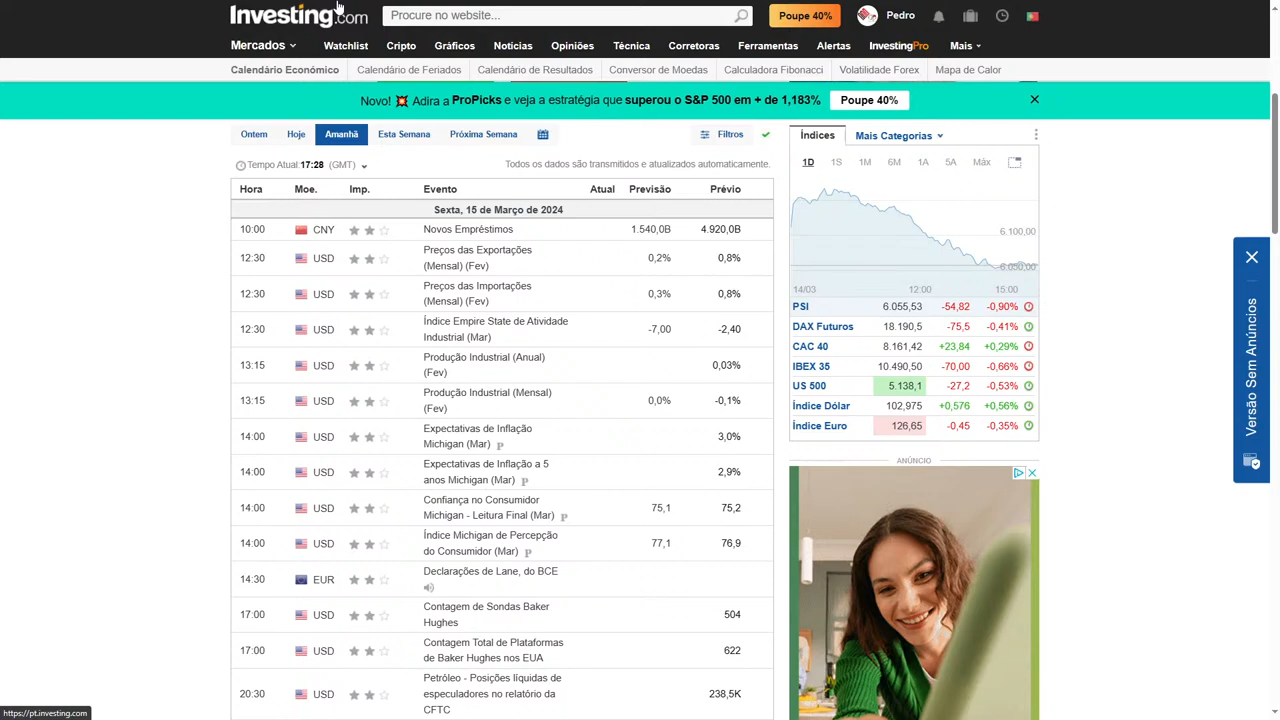 Investing.com
Procure no website...
Poupe 40%
Pedro
Mercados
Watchlist
Cripto
Gráficos
Notícias
Opiniões
Técnica
Corretoras
Ferramentas
Alertas
InvestingPro
Mais
Calendário Económico
Calendário de Feriados
Calendário de Resultados
Conversor de Moedas
Calculadora Fibonacci
Volatilidade Forex
Mapa de Calor
Novo! 💥 Adira a ProPicks e veja a estratégia que superou o S&P 500 em + de 1,183%
Poupe 40%
Ontem
Hoje
Amanhã
Esta Semana
Próxima Semana
Filtros
Tempo Atual: 17:28 (GMT)
Todos os dados são transmitidos e atualizados automaticamente.
Hora Moe. Imp. Evento Atual Previsão Prévio
Sexta, 15 de Março de 2024
10:00 CNY Novos Empréstimos 1.540,0B 4.920,0B
12:30 USD Preços das Exportações 0,2% 0,8%
(Mensal) (Fev)
12:30 USD Preços das Importações 0,3% 0,8%
(Mensal) (Fev)
12:30 USD Índice Empire State de Atividade -7,00 -2,40
Industrial (Mar)
13:15 USD Produção Industrial (Anual) 0,03%
(Fev)
13:15 USD Produção Industrial (Mensal) 0,0% -0,1%
(Fev)
14:00 USD Expectativas de Inflação 3,0%
Michigan (Mar) P
14:00 USD Expectativas de Inflação a 5 2,9%
anos Michigan (Mar) P
14:00 USD Confiança no Consumidor 75,1 75,2
Michigan - Leitura Final (Mar) P
14:00 USD Índice Michigan de Percepção 77,1 76,9
do Consumidor (Mar) P
14:30 EUR Declarações de Lane, do BCE
17:00 USD Contagem de Sondas Baker 504
Hughes
17:00 USD Contagem Total de Plataformas 622
de Baker Hughes nos EUA
20:30 USD Petróleo - Posições líquidas de 238,5K
especuladores no relatório da
CFTC
Índices
Mais Categorias
1D 1S 1M 6M 1A 5A Máx
6.100,00
6.050,00
14/03 12:00 15:00
PSI 6.055,53 -54,82 -0,90%
DAX Futuros 18.190,5 -75,5 -0,41%
CAC 40 8.161,42 +23,84 +0,29%
IBEX 35 10.490,50 -70,00 -0,66%
US 500 5.138,1 -27,2 -0,53%
Índice Dólar 102,975 +0,576 +0,56%
Índice Euro 126,65 -0,45 -0,35%
ANÚNCIO
Versão Sem Anúncios
https://pt.investing.com